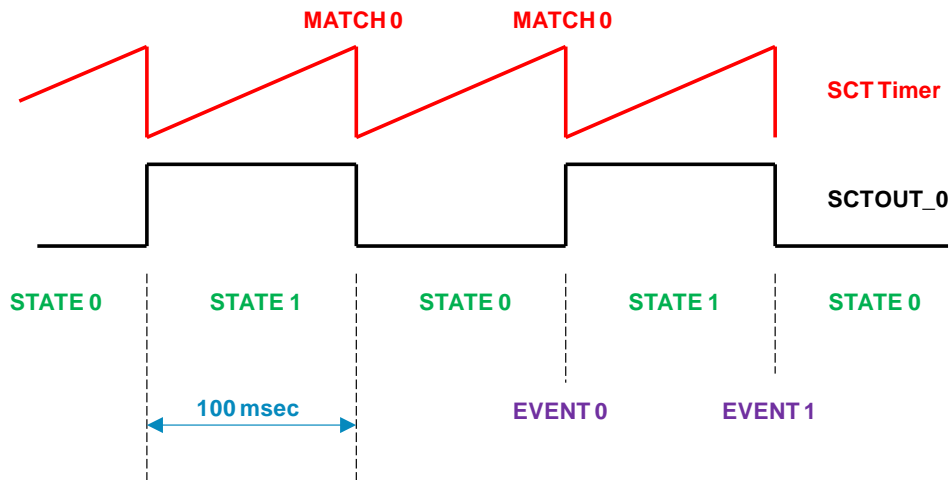 MATCH 0 MATCH 0
SCT Timer
SCTOUT_0
STATE 0 STATE 1 STATE 0 STATE 1 STATE 0
100 msec EVENT 0 EVENT 1